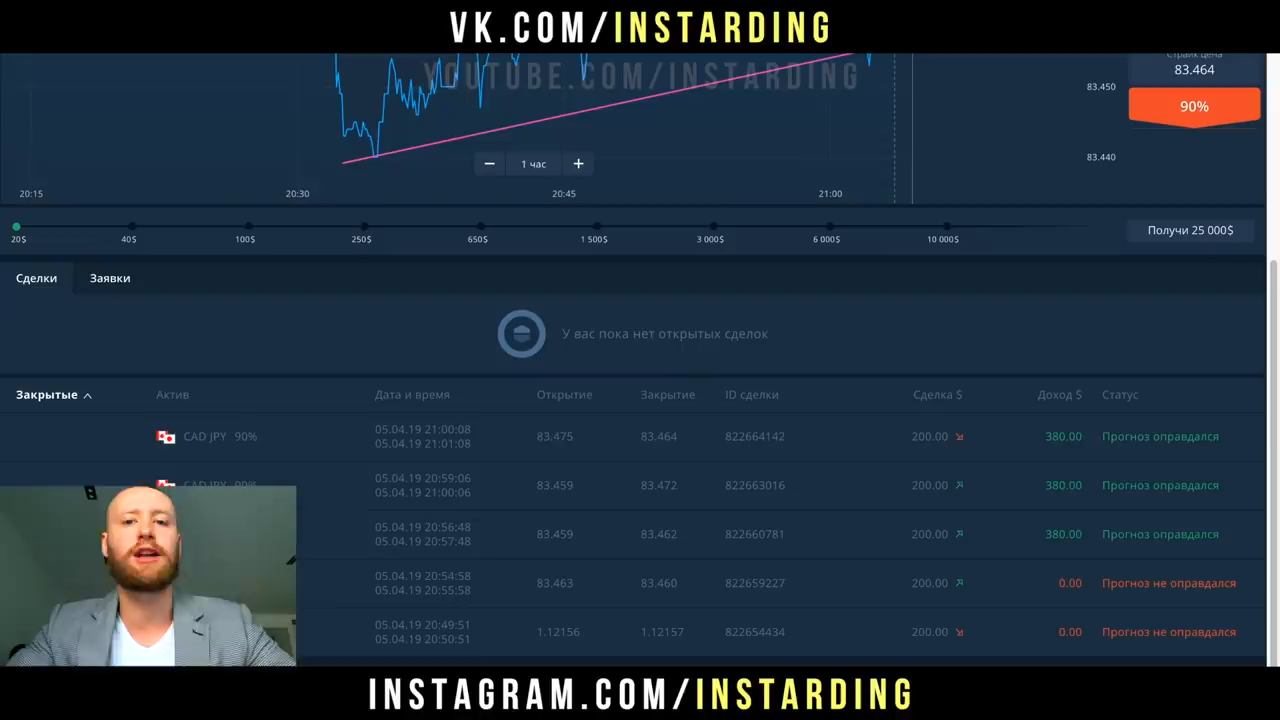 VK.COM/INSTARDING
YOUTUBE.COM/INSTARDING
Страйк цена
83.464
83.450
90%
83.440
1 час
20:15 20:30 20:45 21:00
20$ 40$ 100$ 250$ 650$ 1 500$ 3 000$ 6 000$ 10 000$
Получи 25 000$
Сделки Заявки
У вас пока нет открытых сделок
Закрытые Актив Дата и время Открытие Закрытие ID сделки Сделка $ Доход $ Статус
CAD JPY 90% 05.04.19 21:00:08 83.475 83.464 822664142 200.00 380.00 Прогноз оправдался
05.04.19 21:01:08
CAD JPY 90% 05.04.19 20:59:06 83.459 83.472 822663016 200.00 380.00 Прогноз оправдался
05.04.19 21:00:06
05.04.19 20:56:48 83.459 83.462 822660781 200.00 380.00 Прогноз оправдался
05.04.19 20:57:48
05.04.19 20:54:58 83.463 83.460 822659227 200.00 0.00 Прогноз не оправдался
05.04.19 20:55:58
05.04.19 20:49:51 1.12156 1.12157 822654434 200.00 0.00 Прогноз не оправдался
05.04.19 20:50:51
INSTAGRAM.COM/INSTARDING